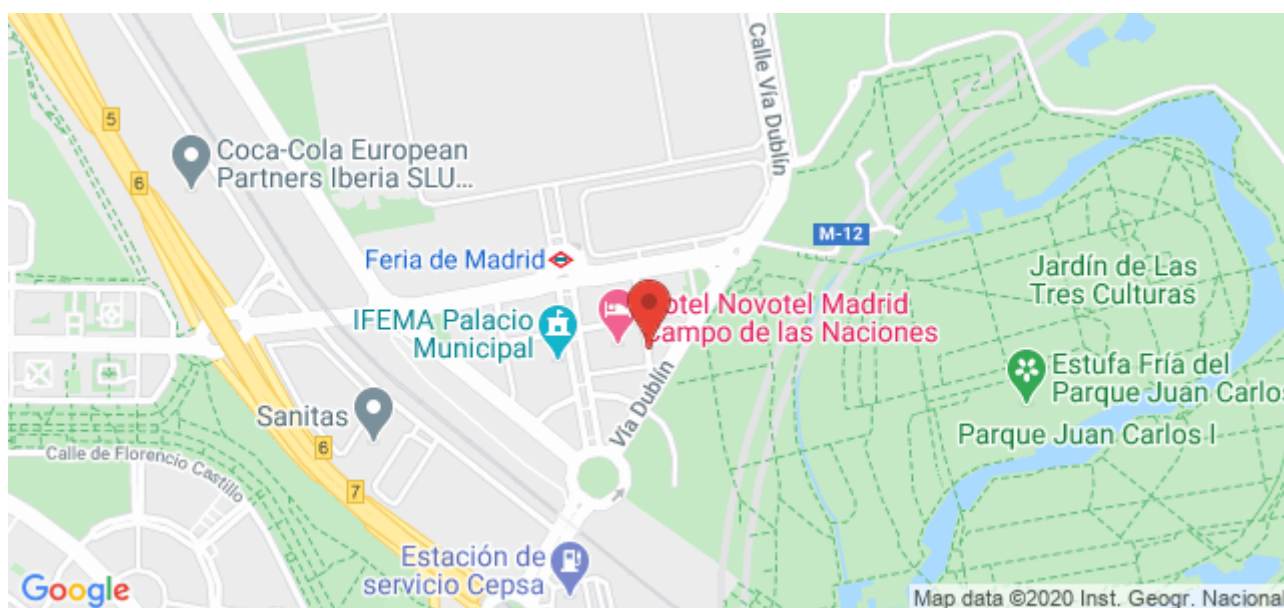 Calle Vía Dublín
5
Coca-Cola European
Partners Iberia SLU...
6
M-12
Feria de Madrid
Jardín de Las
Tres Culturas
otel Novotel Madrid
Campo de las Naciones
IFEMA Palacio
Municipal
Estufa Fría del
Parque Juan Carlos
Vía Dublín
Sanitas
Parque Juan Carlos I
6
Calle de Florencio Castillo
7
Estación de
servicio Cepsa
Google
Map data ©2020 Inst. Geogr. Nacional